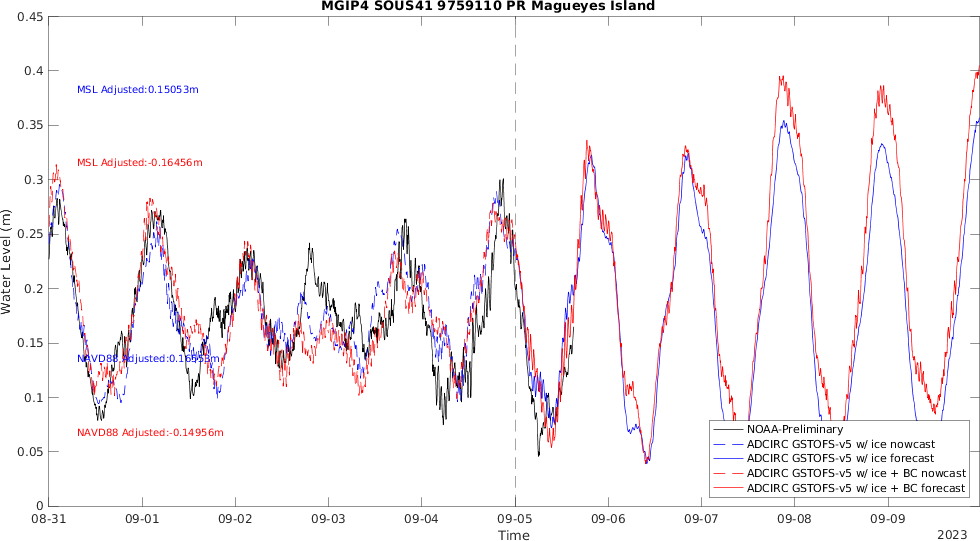 MGIP4 SOUS41 9759110 PR Magueyes Island
0.45
0.4
0.35
0.3
0.25
0.2
0.15
0.1
0.05
0
Water Level (m)
MSL Adjusted:0.15053m
MSL Adjusted:-0.16456m
NAVD88 Adjusted:-0.14956m
NOAA-Preliminary
ADCIRC GSTOFS-v5 w/ ice nowcast
ADCIRC GSTOFS-v5 w/ ice forecast
ADCIRC GSTOFS-v5 w/ ice + BC nowcast
ADCIRC GSTOFS-v5 w/ ice + BC forecast
08-31 09-01 09-02 09-03 09-04 09-05 09-06 09-07 09-08 09-09
Time
2023